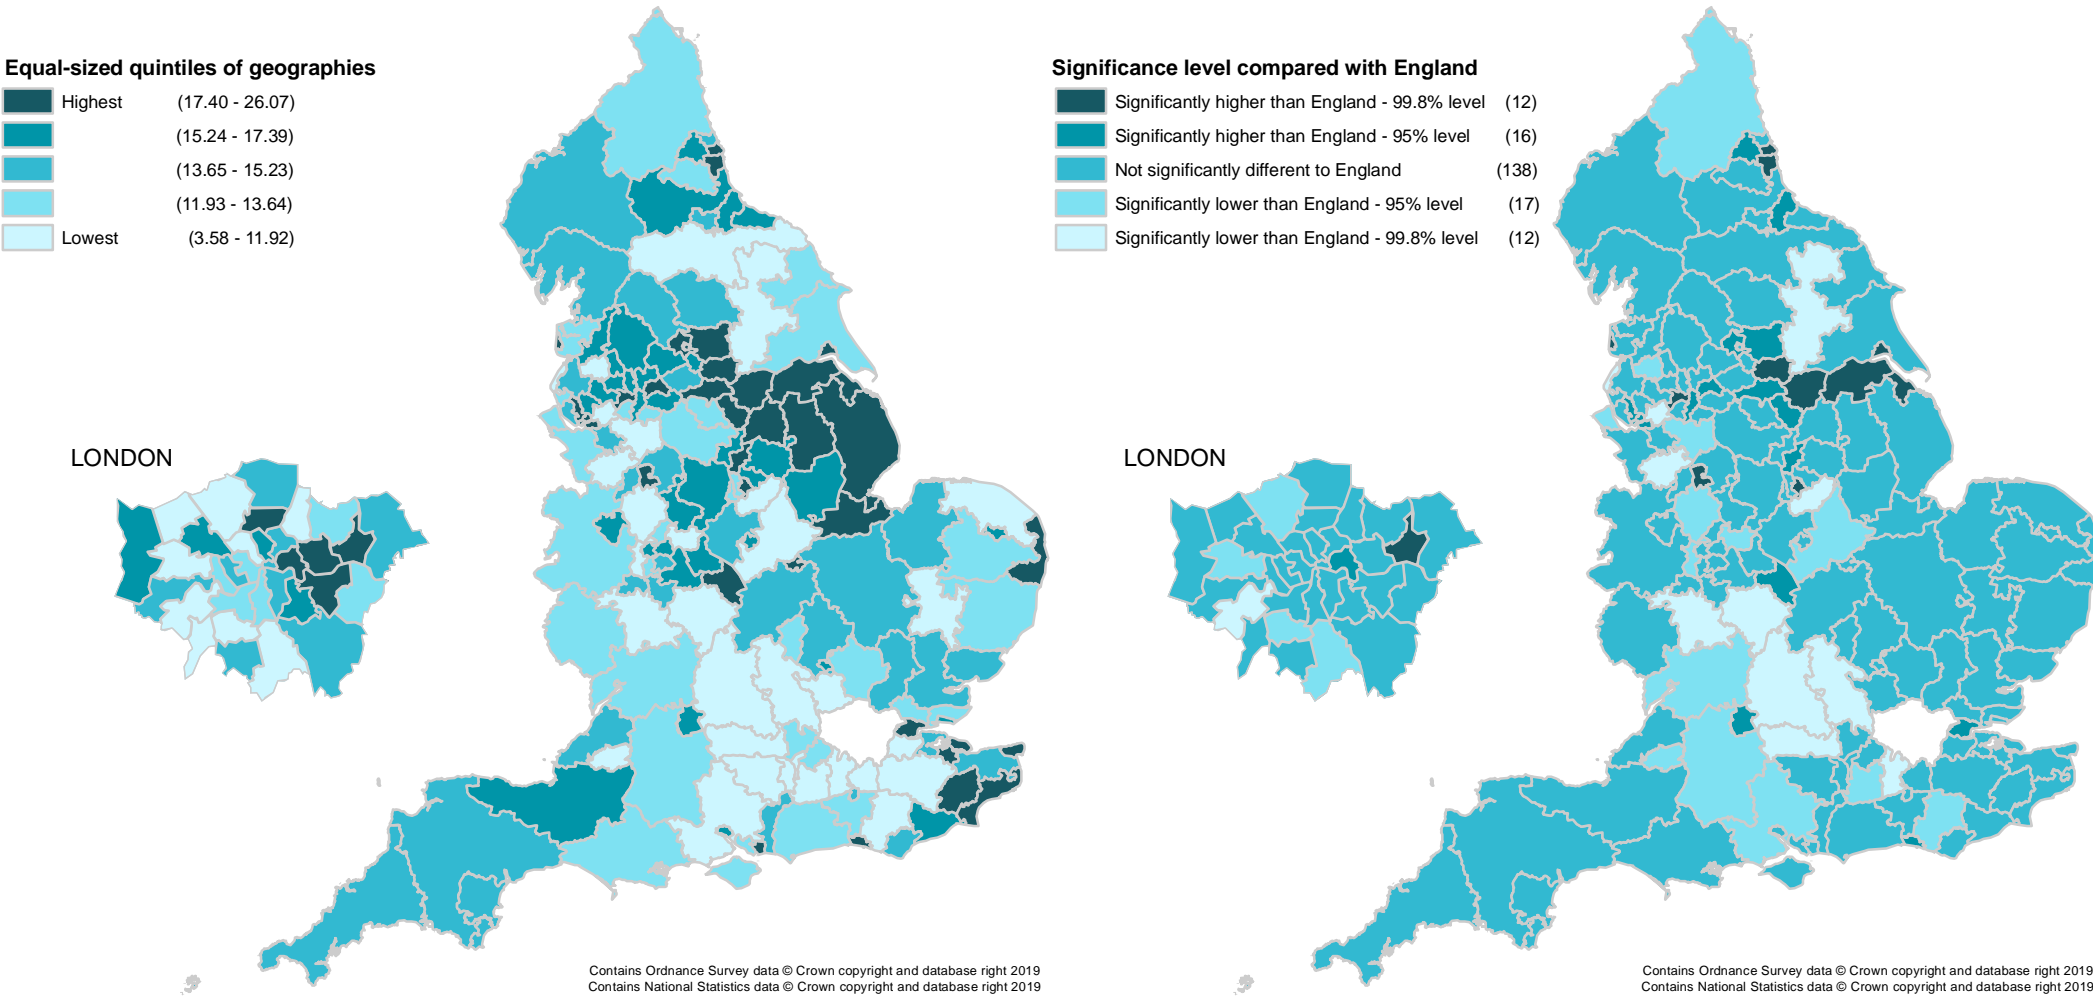 Equal-sized quintiles of geographies
Highest (17.40 - 26.07)
(15.24 - 17.39)
(13.65 - 15.23)
(11.93 - 13.64)
Lowest (3.58 - 11.92)
LONDON
Contains Ordnance Survey data © Crown copyright and database right 2019
Contains National Statistics data © Crown copyright and database right 2019
Significance level compared with England
Significantly higher than England - 99.8% level (12)
Significantly higher than England - 95% level (16)
Not significantly different to England (138)
Significantly lower than England - 95% level (17)
Significantly lower than England - 99.8% level (12)
LONDON
Contains Ordnance Survey data © Crown copyright and database right 2019
Contains National Statistics data © Crown copyright and database right 2019